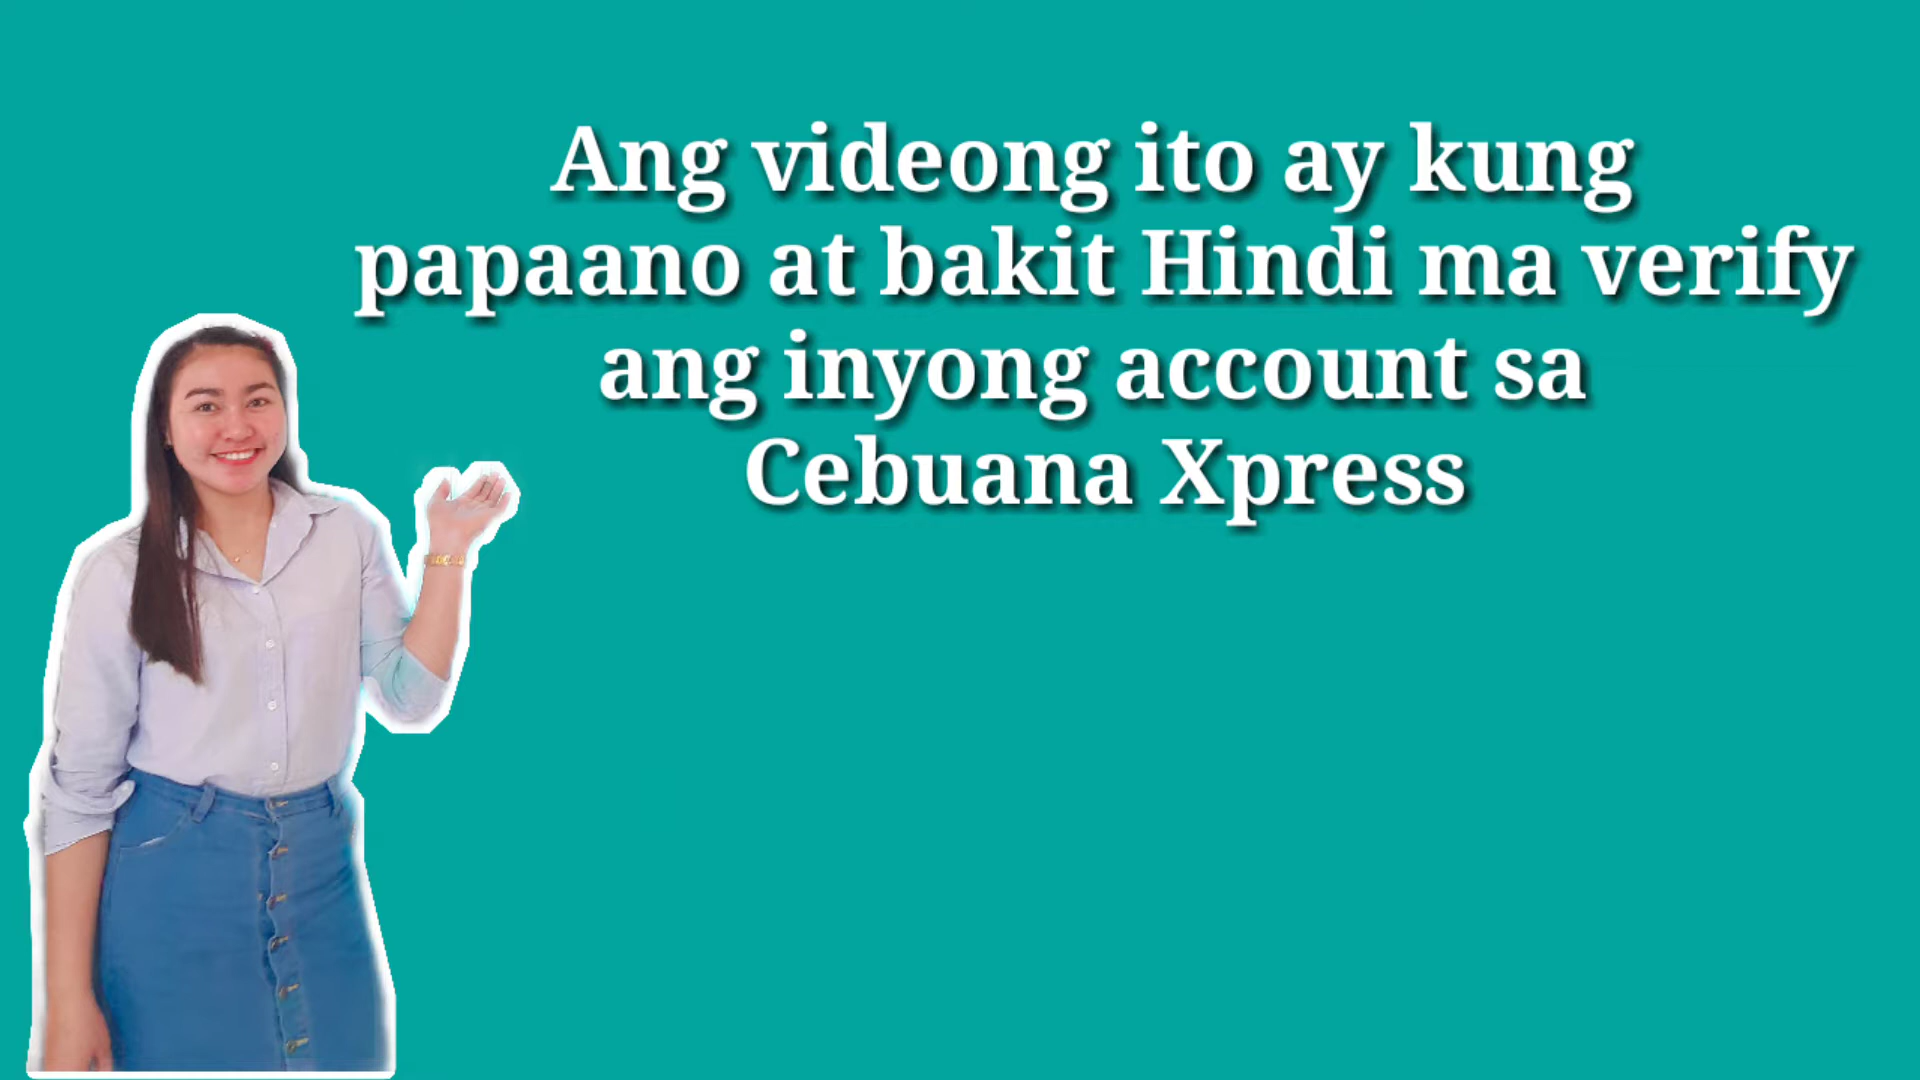 Ang videong ito ay kung
papaano at bakit Hindi ma verify
ang inyong account sa
Cebuana Xpress